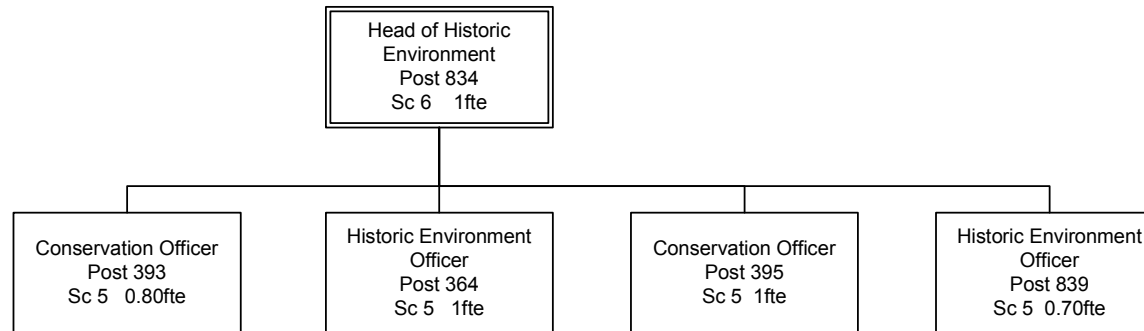 Head of Historic
Environment
Post 834
Sc 6    1fte
Conservation Officer
Post 393
Sc 5   0.80fte
Historic Environment
Officer
Post 364
Sc 5   1fte
Conservation Officer
Post 395
Sc 5  1fte
Historic Environment
Officer
Post 839
Sc 5  0.70fte